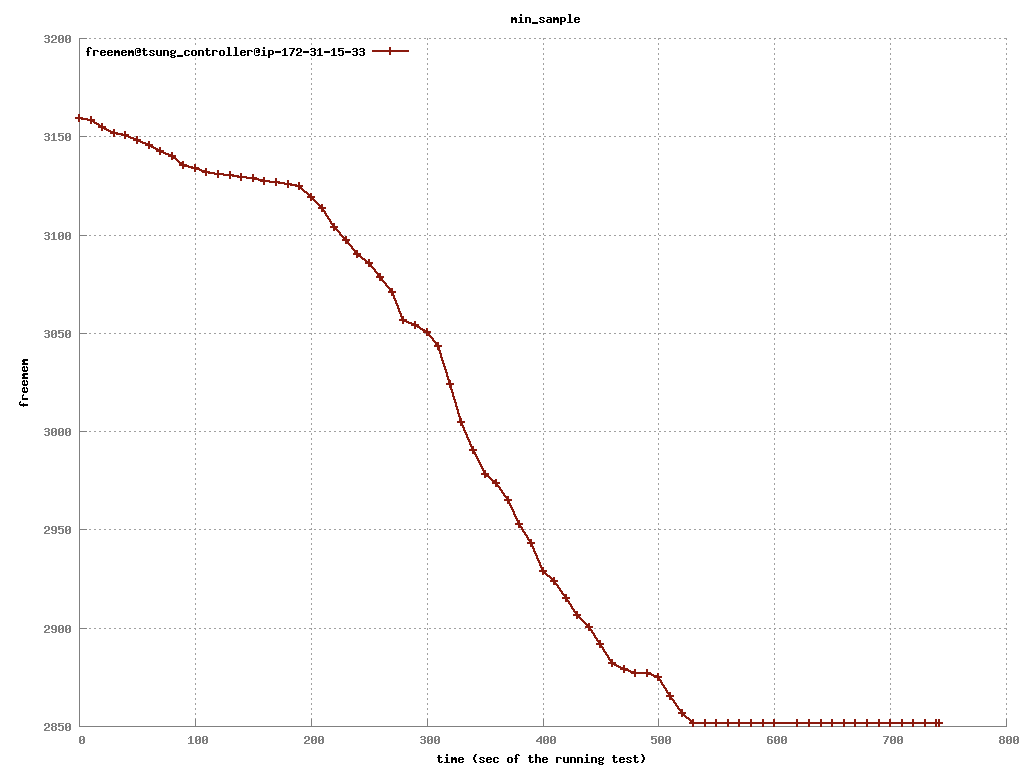 min_sample
freemem@tsung_controller@ip-172-31-15-33
3200
3150
3100
3050
3000
2950
2900
2850
freemem
0 100 200 300 400 500 600 700 800
time (sec of the running test)